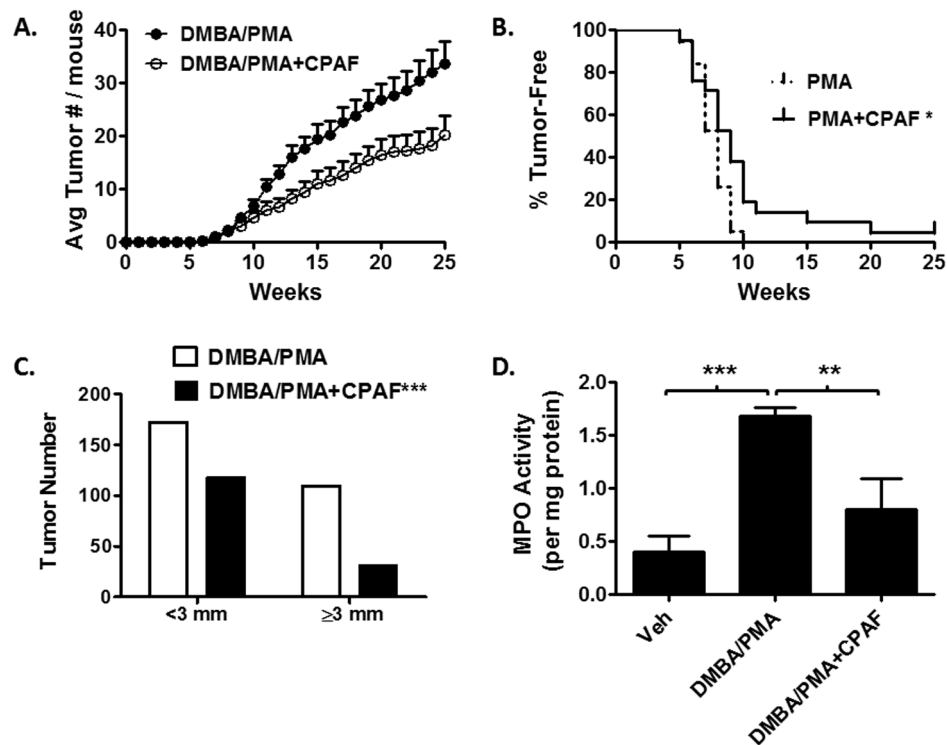 A.
DMBA/PMA
DMBA/PMA+CPAF
Avg Tumor # / mouse
40
30
20
10
0
0 5 10 15 20 25
Weeks
B.
PMA
PMA+CPAF *
% Tumor-Free
100
80
60
40
20
0
0 5 10 15 20 25
Weeks
C.
DMBA/PMA
DMBA/PMA+CPAF***
Tumor Number
200
150
100
50
0
<3 mm ≥3 mm
D.
*** **
MPO Activity
(per mg protein)
2.0
1.5
1.0
0.5
0.0
Veh
DMBA/PMA
DMBA/PMA+CPAF